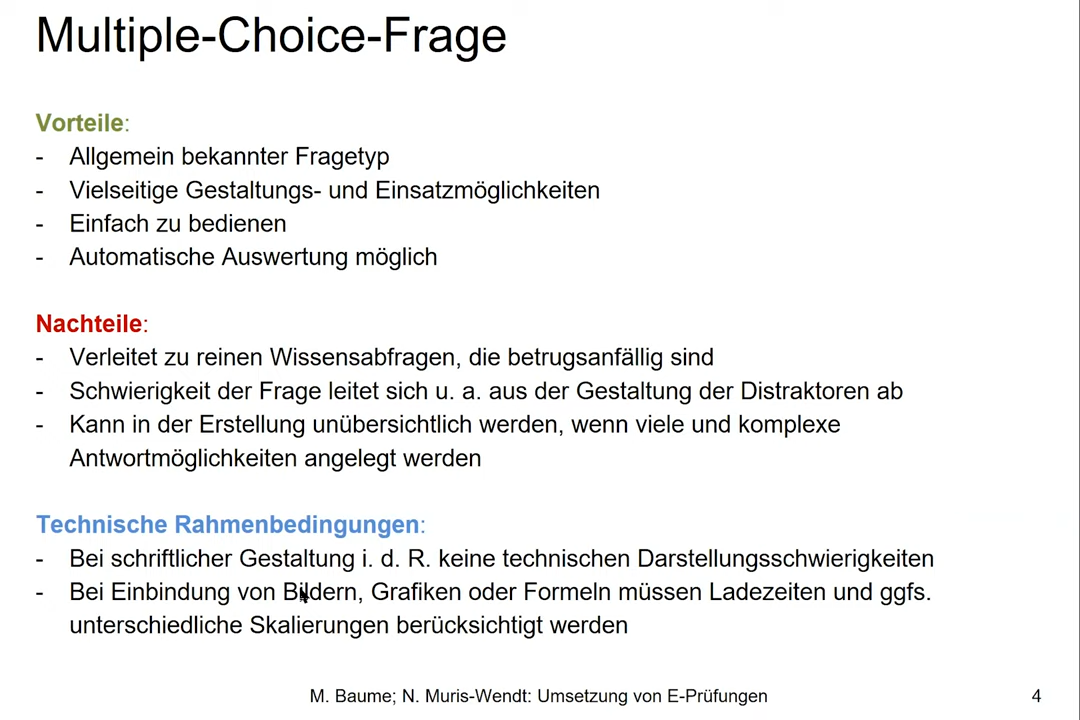 Multiple-Choice-Frage
Vorteile:
- Allgemein bekannter Fragetyp
- Vielseitige Gestaltungs- und Einsatzmöglichkeiten
- Einfach zu bedienen
- Automatische Auswertung möglich
Nachteile:
- Verleitet zu reinen Wissensabfragen, die betrugsanfällig sind
- Schwierigkeit der Frage leitet sich u. a. aus der Gestaltung der Distraktoren ab
- Kann in der Erstellung unübersichtlich werden, wenn viele und komplexe
Antwortmöglichkeiten angelegt werden
Technische Rahmenbedingungen:
- Bei schriftlicher Gestaltung i. d. R. keine technischen Darstellungsschwierigkeiten
- Bei Einbindung von Bildern, Grafiken oder Formeln müssen Ladezeiten und ggfs.
unterschiedliche Skalierungen berücksichtigt werden
M. Baume; N. Muris-Wendt: Umsetzung von E-Prüfungen
4